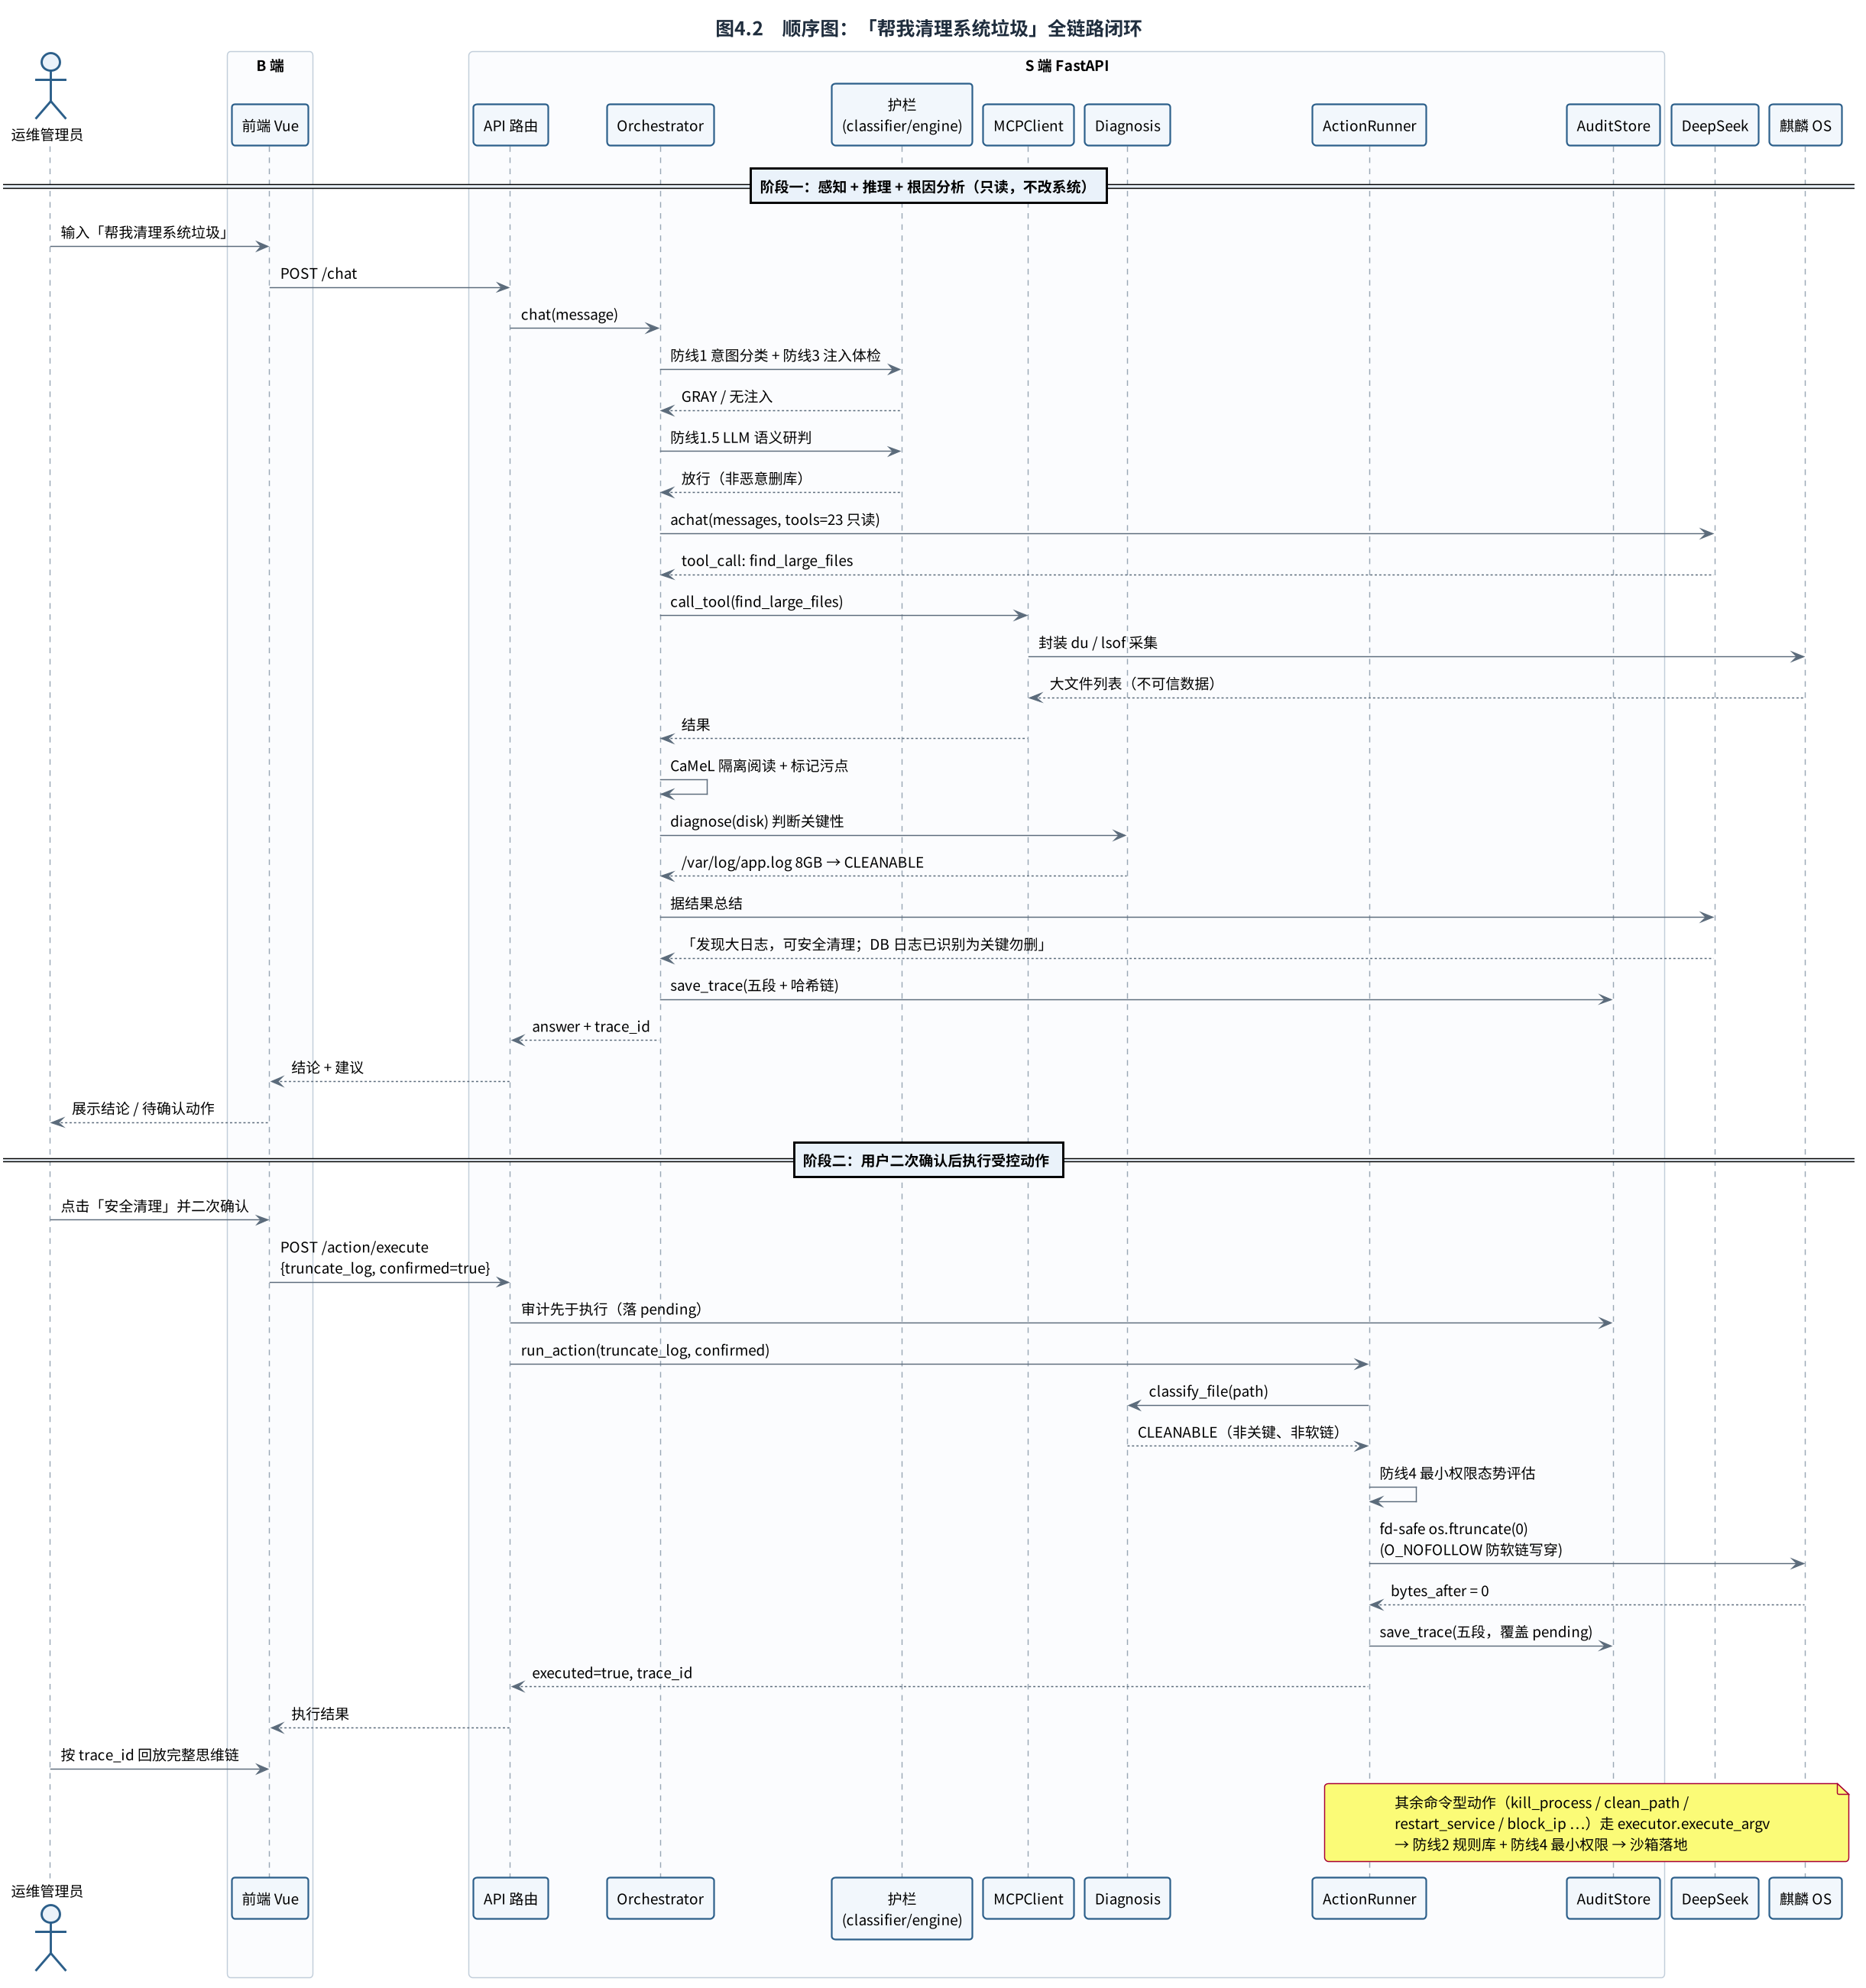 图4.2 顺序图：「帮我清理系统垃圾」全链路闭环
B 端
S 端 FastAPI
运维管理员
前端 Vue
API 路由
Orchestrator
护栏
(classifier/engine)
MCPClient
Diagnosis
ActionRunner
AuditStore
DeepSeek
麒麟 OS
阶段一：感知 + 推理 + 根因分析（只读，不改系统）
输入「帮我清理系统垃圾」
POST /chat
chat(message)
防线1 意图分类 + 防线3 注入体检
GRAY / 无注入
防线1.5 LLM 语义研判
放行（非恶意删库）
achat(messages, tools=23 只读)
tool_call: find_large_files
call_tool(find_large_files)
封装 du / lsof 采集
大文件列表（不可信数据）
结果
CaMeL 隔离阅读 + 标记污点
diagnose(disk) 判断关键性
/var/log/app.log 8GB → CLEANABLE
据结果总结
「发现大日志，可安全清理；DB 日志已识别为关键勿删」
save_trace(五段 + 哈希链)
answer + trace_id
结论 + 建议
展示结论 / 待确认动作
阶段二：用户二次确认后执行受控动作
点击「安全清理」并二次确认
POST /action/execute
{truncate_log, confirmed=true}
审计先于执行（落 pending）
run_action(truncate_log, confirmed)
classify_file(path)
CLEANABLE（非关键、非软链）
防线4 最小权限态势评估
fd-safe os.ftruncate(0)
(O_NOFOLLOW 防软链写穿)
bytes_after = 0
save_trace(五段，覆盖 pending)
executed=true, trace_id
执行结果
按 trace_id 回放完整思维链
其余命令型动作（kill_process / clean_path /
restart_service / block_ip …）走 executor.execute_argv
→ 防线2 规则库 + 防线4 最小权限 → 沙箱落地
运维管理员
前端 Vue
API 路由
Orchestrator
护栏
(classifier/engine)
MCPClient
Diagnosis
ActionRunner
AuditStore
DeepSeek
麒麟 OS